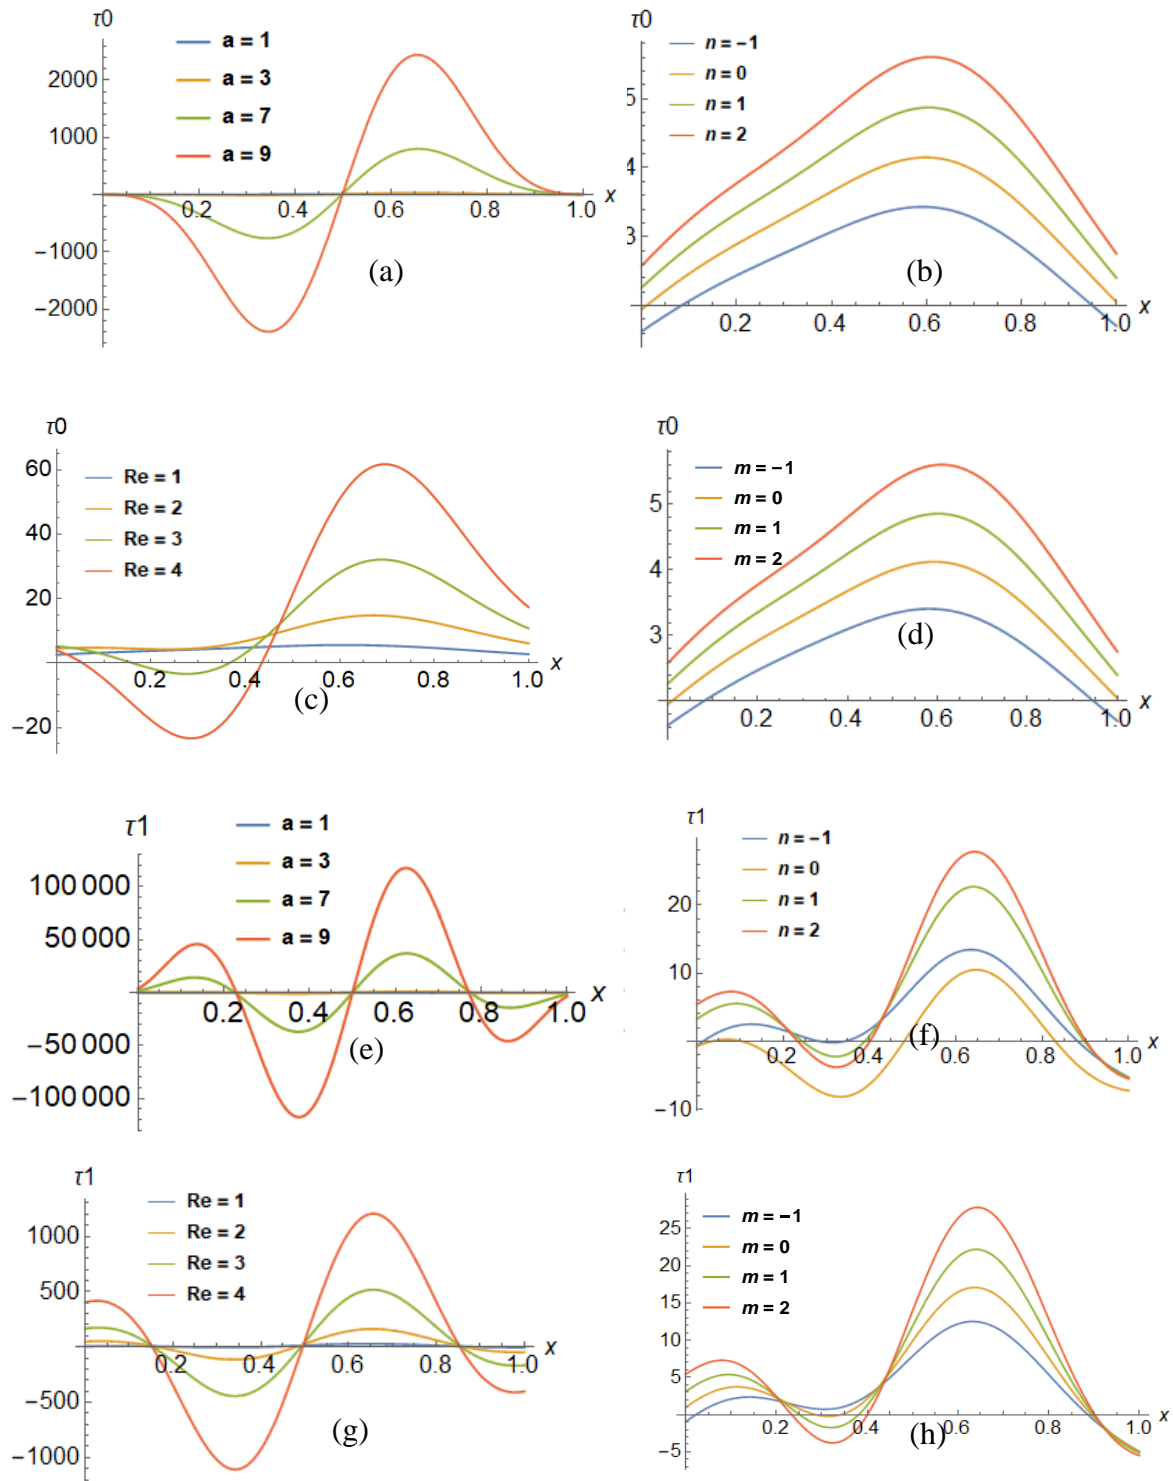 τ0
a = 1
a = 3
a = 7
a = 9
2000
1000
−1000
−2000
0.2 0.4 0.6 0.8 1.0 x
(a)
τ0
n = −1
n = 0
n = 1
n = 2
5
4
3
0.2 0.4 0.6 0.8 1.0 x
(b)
τ0
Re = 1
Re = 2
Re = 3
Re = 4
60
40
20
−20
0.2 0.4 0.6 0.8 1.0 x
(c)
τ0
m = −1
m = 0
m = 1
m = 2
5
4
3
0.2 0.4 0.6 0.8 1.0 x
(d)
τ1
a = 1
a = 3
a = 7
a = 9
100 000
50 000
−50 000
−100 000
0.2 0.4 0.6 0.8 1.0 x
(e)
τ1
n = −1
n = 0
n = 1
n = 2
20
10
−10
0.2 0.4 0.6 0.8 1.0 x
(f)
τ1
Re = 1
Re = 2
Re = 3
Re = 4
1000
500
−500
−1000
0.2 0.4 0.6 0.8 1.0 x
(g)
τ1
m = −1
m = 0
m = 1
m = 2
25
20
15
10
5
−5
0.2 0.4 0.6 0.8 1.0 x
(h)